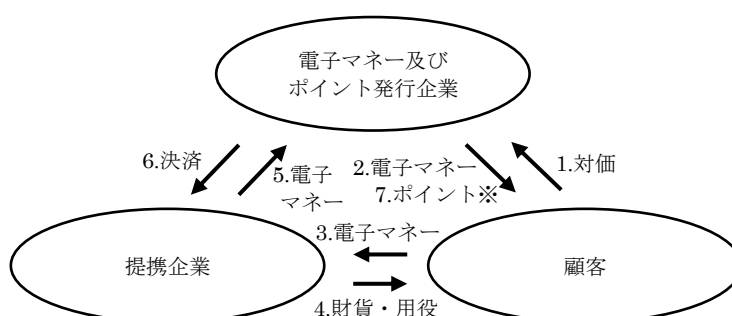 電子マネー及び
ポイント発行企業
6.決済
5.電子
マネー
2.電子マネー
7.ポイント※
1.対価
3.電子マネー
提携企業
顧客
4.財貨・用役